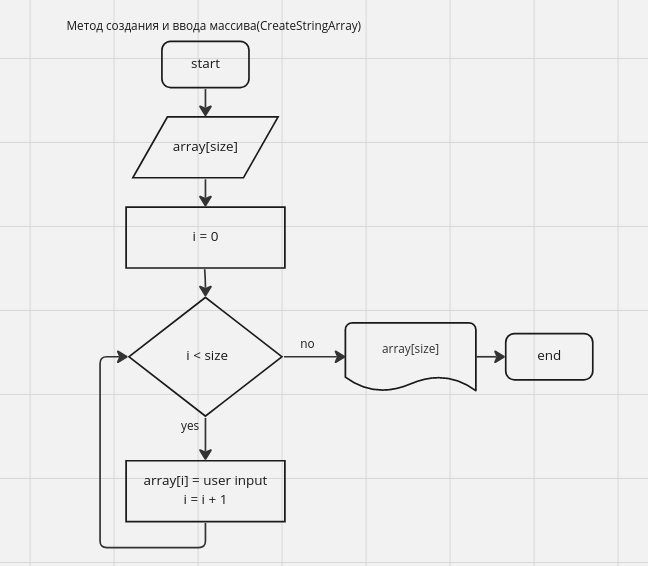 Метод создания и ввода массива(CreateStringArray)
start
array[size]
i = 0
i < size
no
array[size]
end
yes
array[i] = user input
i = i + 1